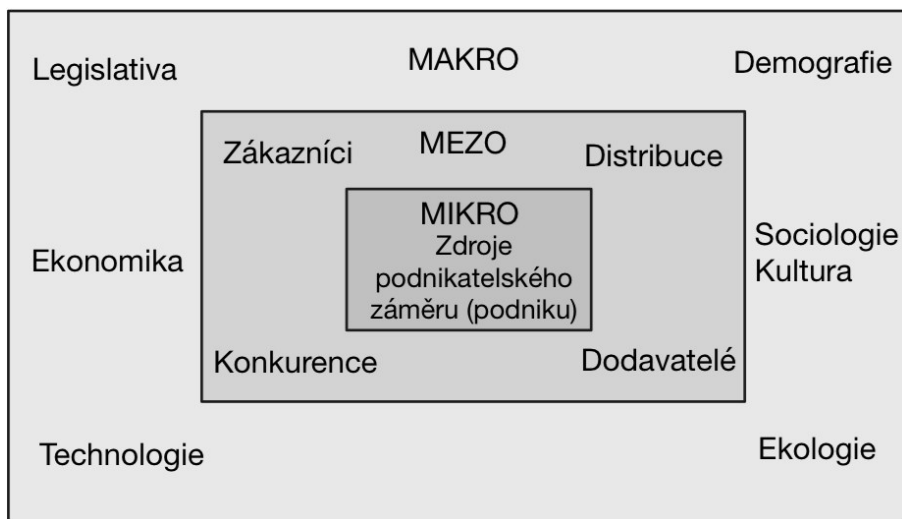 MAKRO
Legislativa
Demografie
Zákazníci
MEZO
Distribuce
MIKRO
Zdroje
podnikatelského
záměru (podniku)
Ekonomika
Sociologie
Kultura
Konkurence
Dodavatelé
Technologie
Ekologie